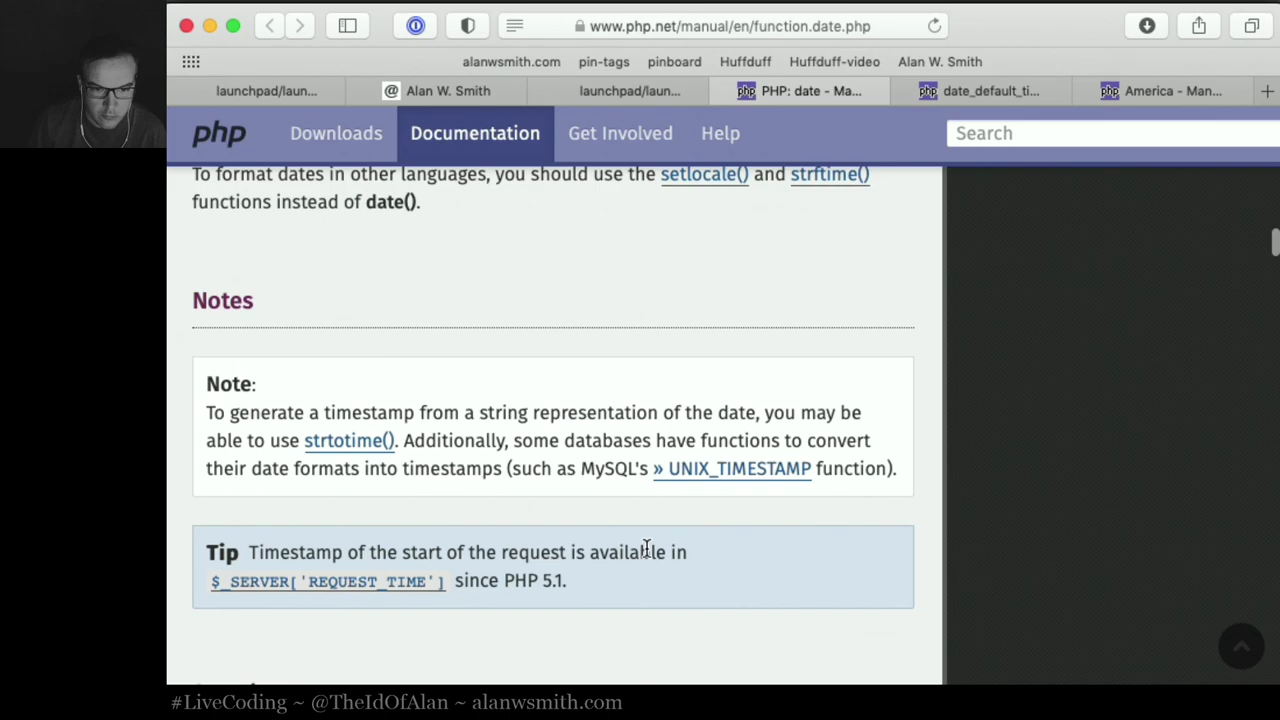 www.php.net/manual/en/function.date.php
alanwsmith.com pin-tags pinboard Huffduff Huffduff-video Alan W. Smith
launchpad/laun... @ Alan W. Smith launchpad/laun... php PHP: date - Ma... php date_default_ti... php America - Man...
php Downloads Documentation Get Involved Help Search
To format dates in other languages, you should use the setlocale() and strftime()
functions instead of date().
Notes
Note:
To generate a timestamp from a string representation of the date, you may be
able to use strtotime(). Additionally, some databases have functions to convert
their date formats into timestamps (such as MySQL's » UNIX_TIMESTAMP function).
Tip Timestamp of the start of the request is available in
$_SERVER['REQUEST_TIME'] since PHP 5.1.
#LiveCoding ~ @TheIdOfAlan ~ alanwsmith.com